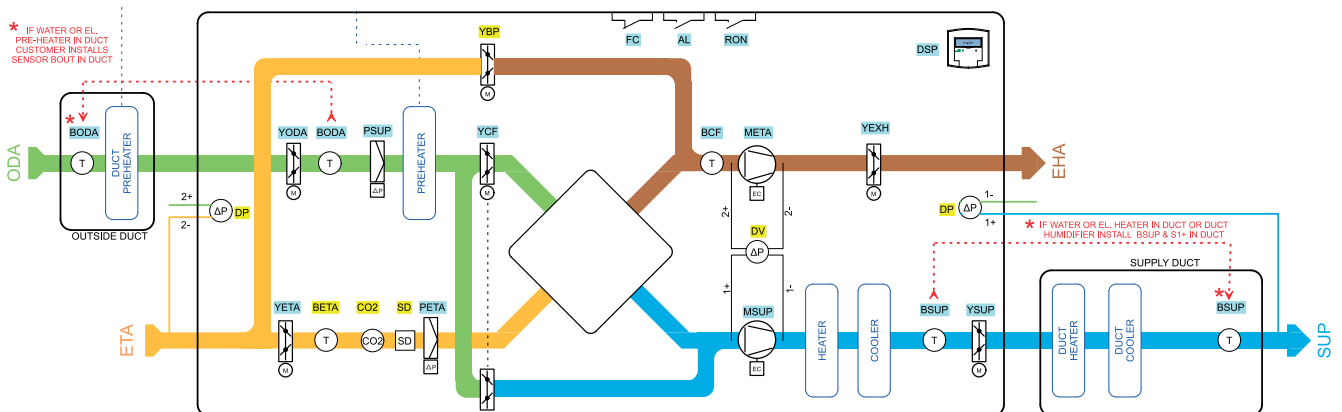 * IF WATER OR EL.
PRE-HEATER IN DUCT
CUSTOMER INSTALLS
SENSOR BOUT IN DUCT
YBP
M
FC
AL
RON
DSP
* BODA
T
DUCT
PREHEATER
OUTSIDE DUCT
ODA
YODA
M
BODA
T
PSUP
ΔP
PREHEATER
YCF
M
BCF
T
META
EC
YEXH
M
EHA
2+
2-
ΔP
DP
2+
2-
DV
ΔP
1+
1-
DP
ΔP
1-
1+
* IF WATER OR EL. HEATER IN DUCT OR DUCT
HUMIDIFIER INSTALL BSUP & S1+ IN DUCT
SUPPLY DUCT
ETA
YETA
M
BETA
T
CO2
CO2
SD
SD
PETA
ΔP
MSUP
EC
HEATER
COOLER
BSUP
T
YSUP
M
DUCT
HEATER
DUCT
COOLER
* BSUP
T
SUP